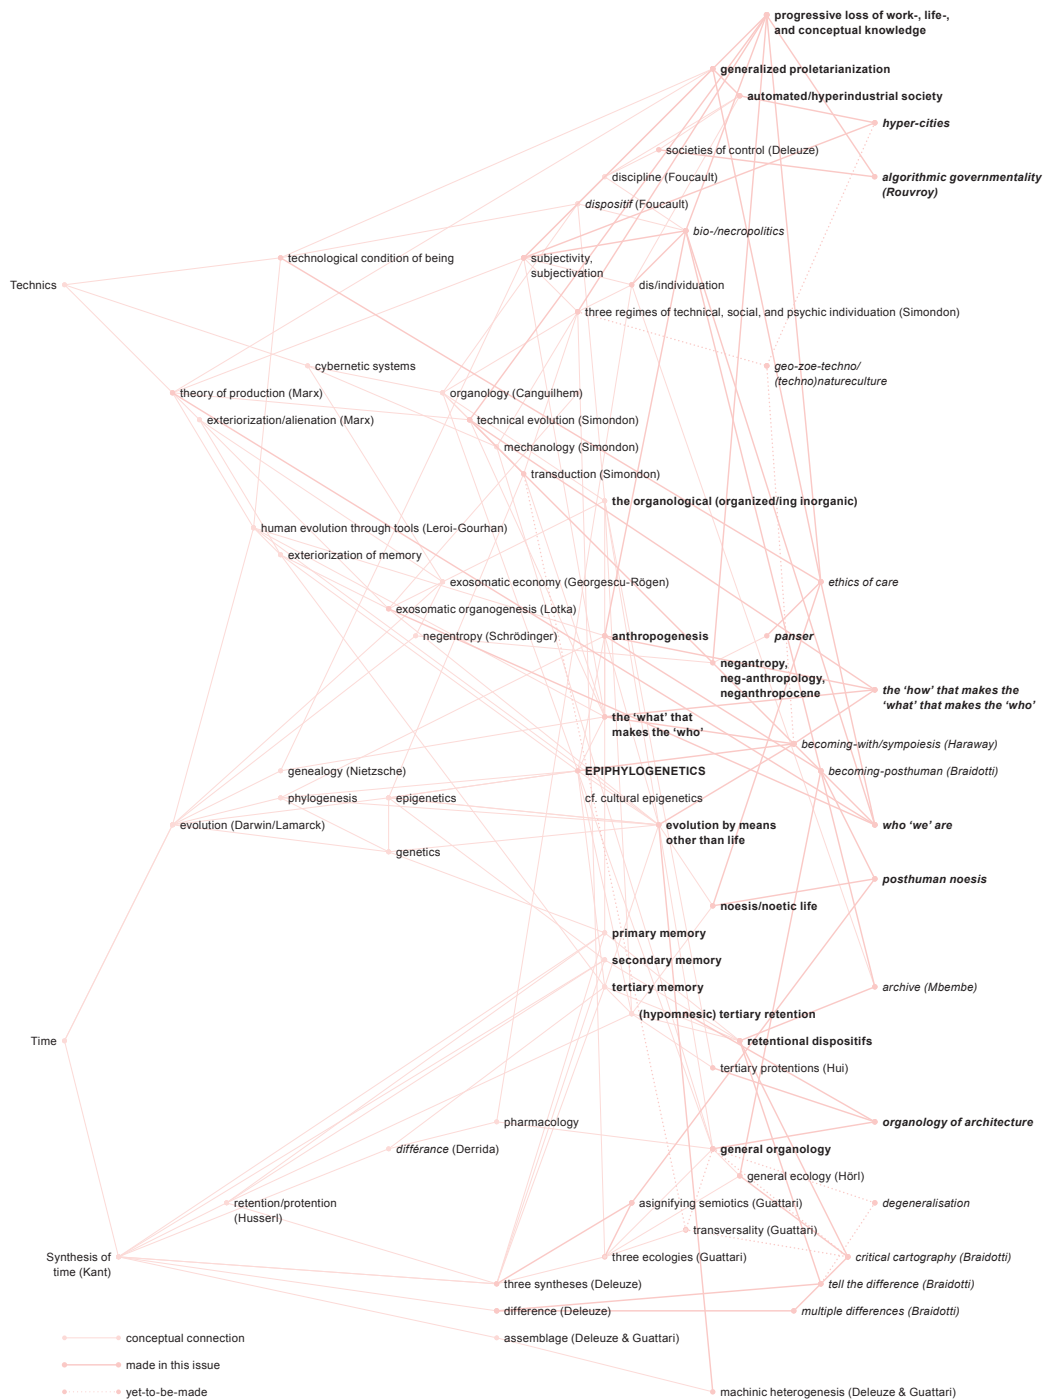 progressive loss of work-, life-,
and conceptual knowledge
generalized proletarianization
automated/hyperindustrial society
hyper-cities
societies of control (Deleuze)
discipline (Foucault)
algorithmic governmentality
(Rouvroy)
dispositif (Foucault)
bio-/necropolitics
technological condition of being
subjectivity,
subjectivation
Technics
dis/individuation
three regimes of technical, social, and psychic individuation (Simondon)
cybernetic systems
geo-zoe-techno/
(techno)natureculture
theory of production (Marx)
organology (Canguilhem)
exteriorization/alienation (Marx)
technical evolution (Simondon)
mechanology (Simondon)
transduction (Simondon)
the organological (organized/ing inorganic)
human evolution through tools (Leroi-Gourhan)
exteriorization of memory
exosomatic economy (Georgescu-Rögen)
ethics of care
exosomatic organogenesis (Lotka)
negentropy (Schrödinger)
anthropogenesis
panser
negantropy,
neg-anthropology,
neganthropocene
the ‘how’ that makes the
‘what’ that makes the ‘who’
the ‘what’ that
makes the ‘who’
becoming-with/sympoiesis (Haraway)
genealogy (Nietzsche)
EPIPHYLOGENETICS
becoming-posthuman (Braidotti)
phylogenesis
epigenetics
cf. cultural epigenetics
evolution (Darwin/Lamarck)
evolution by means
other than life
who ‘we’ are
genetics
posthuman noesis
noesis/noetic life
primary memory
secondary memory
tertiary memory
archive (Mbembe)
(hypomnesic) tertiary retention
Time
retentional dispositifs
tertiary protentions (Hui)
pharmacology
organology of architecture
différance (Derrida)
general organology
general ecology (Hörl)
retention/protention
(Husserl)
asignifying semiotics (Guattari)
degeneralisation
transversality (Guattari)
Synthesis of
time (Kant)
three ecologies (Guattari)
critical cartography (Braidotti)
three syntheses (Deleuze)
tell the difference (Braidotti)
difference (Deleuze)
multiple differences (Braidotti)
conceptual connection
assemblage (Deleuze & Guattari)
made in this issue
yet-to-be-made
machinic heterogenesis (Deleuze & Guattari)